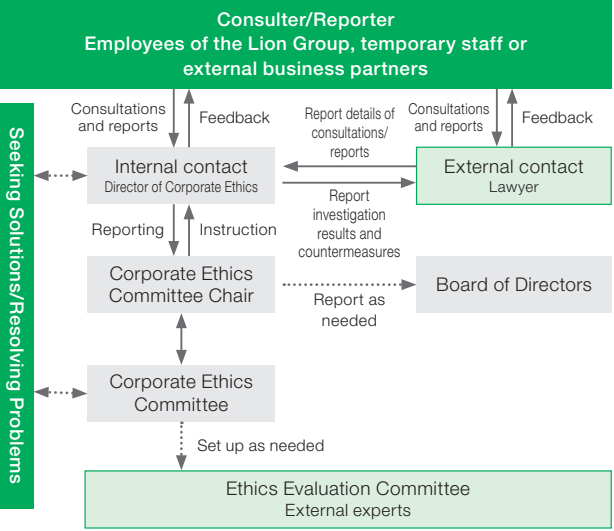 Consulter/Reporter
Employees of the Lion Group, temporary staff or
external business partners
Seeking Solutions/Resolving Problems
Consultations
and reports
Feedback
Report details of
consultations/
reports
Consultations
and reports
Feedback
Internal contact
Director of Corporate Ethics
External contact
Lawyer
Reporting
Instruction
Report
investigation
results and
countermeasures
Corporate Ethics
Committee Chair
Report as
needed
Board of Directors
Corporate Ethics
Committee
Set up as needed
Ethics Evaluation Committee
External experts